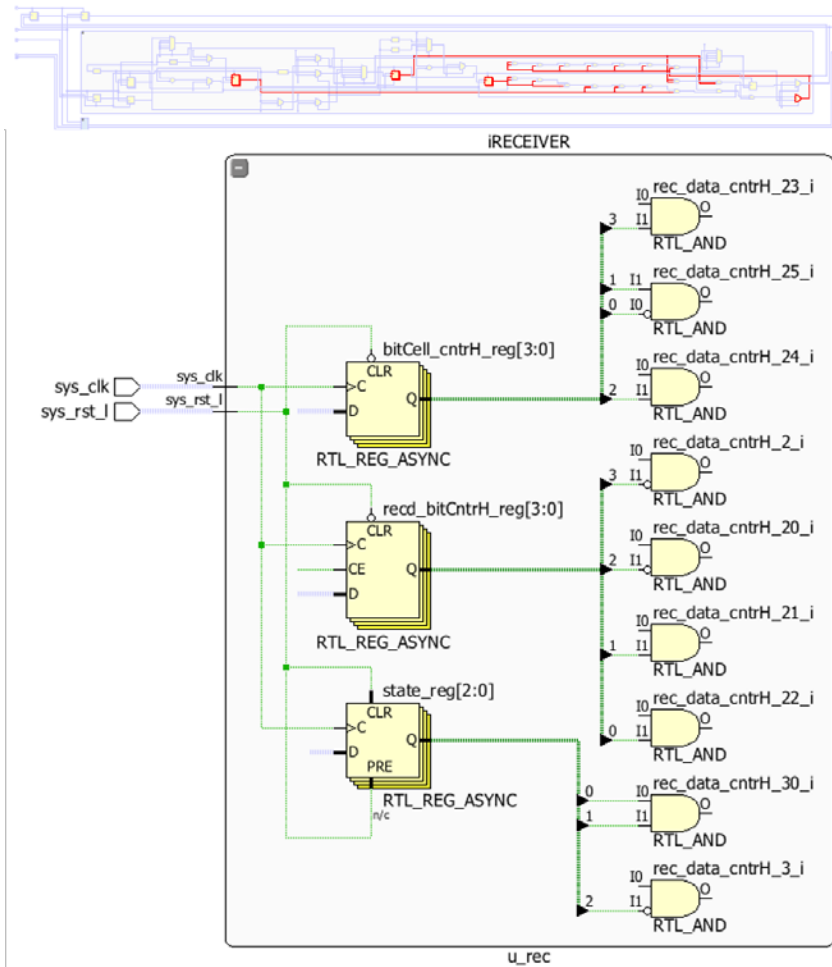 iRECEIVER
rec_data_cntrH_23_i
I0
O
3
I1
RTL_AND
rec_data_cntrH_25_i
1
I1
O
0
I0
RTL_AND
bitCell_cntrH_reg[3:0]
CLR
rec_data_cntrH_24_i
I0
O
2
I1
RTL_AND
sys_clk
sys_clk
C
sys_rst_l
sys_rst_l
D
Q
RTL_REG_ASYNC
rec_data_cntrH_2_i
I0
O
3
I1
RTL_AND
recd_bitCntrH_reg[3:0]
CLR
C
CE
Q
D
RTL_REG_ASYNC
rec_data_cntrH_20_i
I0
O
2
I1
RTL_AND
rec_data_cntrH_21_i
I0
O
1
I1
RTL_AND
state_reg[2:0]
CLR
C
Q
D
PRE
RTL_REG_ASYNC
n/c
rec_data_cntrH_22_i
I0
O
0
I1
RTL_AND
rec_data_cntrH_30_i
0
I0
O
1
I1
RTL_AND
rec_data_cntrH_3_i
I0
O
2
I1
RTL_AND
u_rec